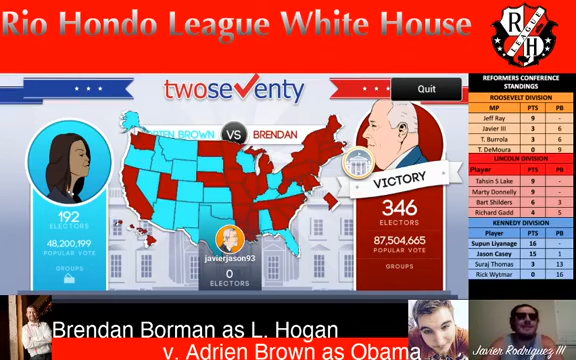 Rio Hondo League White House
R
H
LEAGUE
twoseventy
Quit
ADRIEN BROWN VS BRENDAN
192
ELECTORS
48,200,199
POPULAR VOTE
GROUPS
javierjason93
0
ELECTORS
VICTORY
346
ELECTORS
87,504,665
POPULAR VOTE
GROUPS
REFORMERS CONFERENCE
STANDINGS
ROOSEVELT DIVISION
MP PTS PB
Jeff Ray 9 -
Javier III 3 6
T. Burrola 3 6
T. DeMoura 0 9
LINCOLN DIVISION
Player PTS PB
Tahsin S Lake 9 -
Marty Donnelly 9 -
Bart Shilders 6 3
Richard Gadd 4 5
KENNEDY DIVISION
Player PTS PB
Supun Liyanage 16 -
Jason Casey 15 1
Suraj Thomas 3 13
Rick Wytmar 0 16
Brendan Borman as L. Hogan
v. Adrien Brown as Obama
Javier Rodriguez III